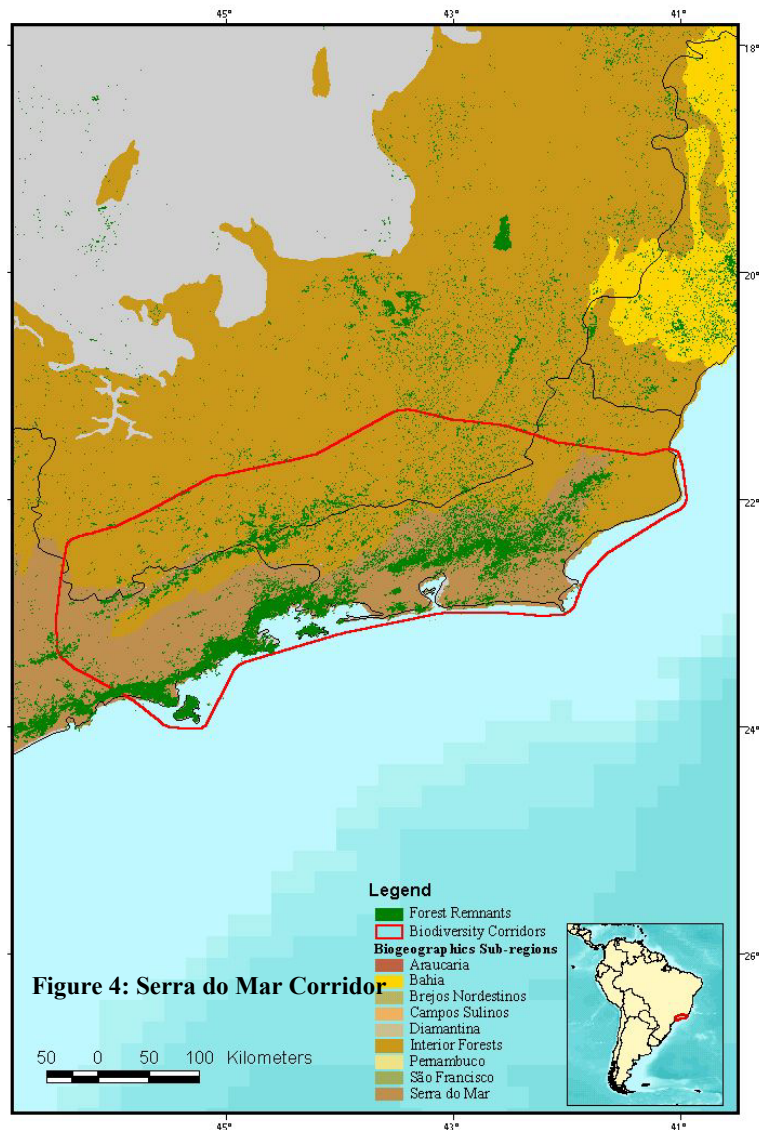 45°
43°
41°
18°
20°
22°
24°
26°
Legend
Forest Remnants
Biodiversity Corridors
Biogeographics Sub-regions
Araucaria
Bahia
Brejos Nordestinos
Campos Sulinos
Diamantina
Interior Forests
Pernambuco
São Francisco
Serra do Mar
Figure 4: Serra do Mar Corridor
50 0 50 100 Kilometers
45°
43°
41°